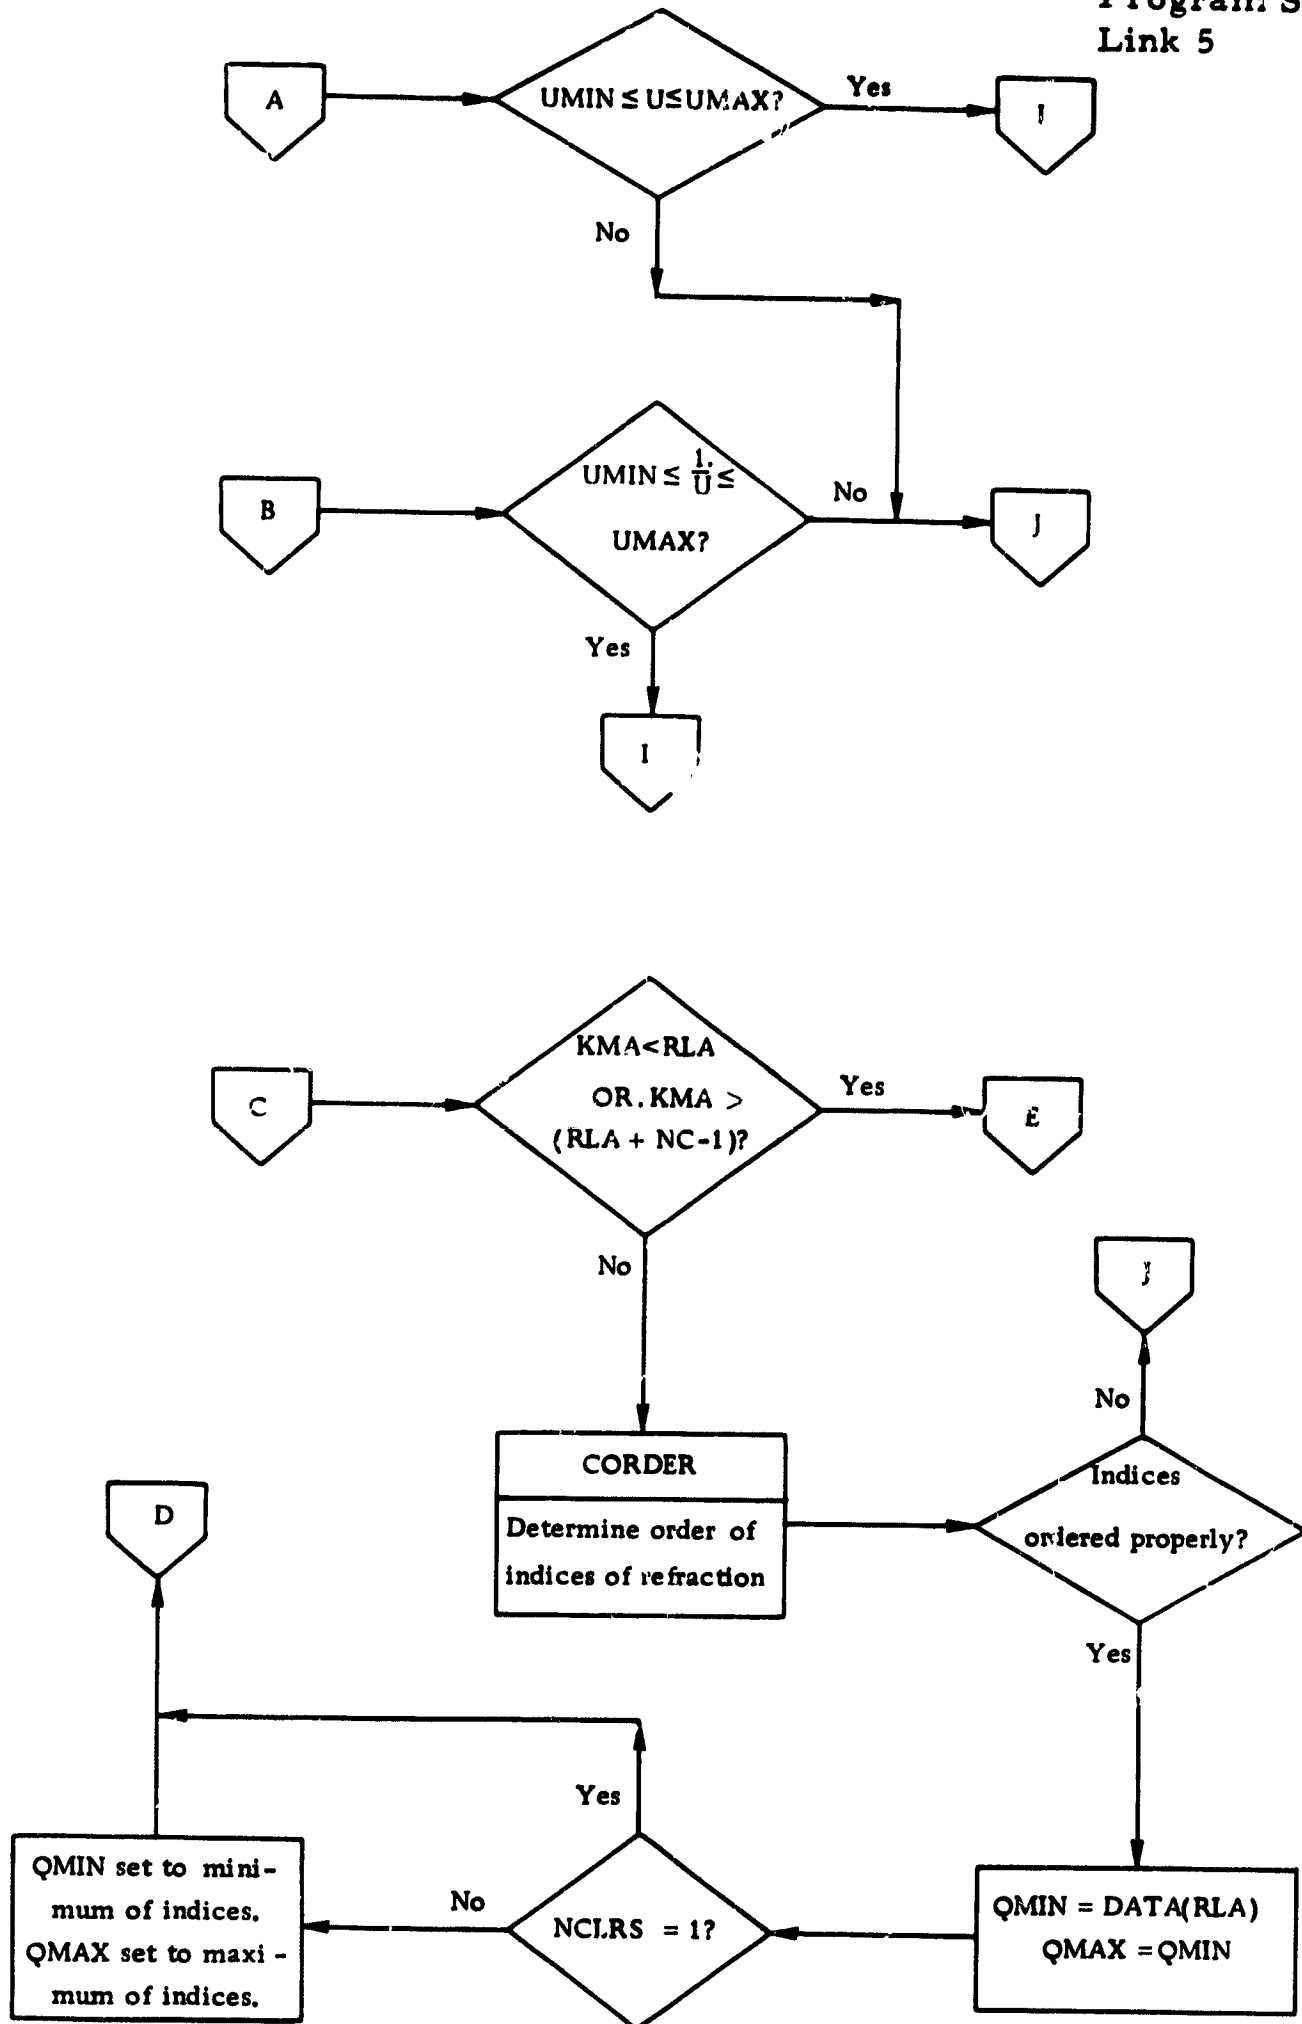 Program S
Link 5
A
UMIN ≤ U≤UMAX?
Yes
I
No
UMIN ≤ 1./U ≤
UMAX?
B
No
J
Yes
I
KMA<RLA
OR. KMA >
(RLA + NC-1)?
C
Yes
E
No
J
No
CORDER
Determine order of
indices of refraction
Indices
ordered properly?
D
Yes
Yes
QMIN set to mini-
mum of indices.
QMAX set to maxi-
mum of indices.
No
NCLRS = 1?
QMIN = DATA(RLA)
QMAX = QMIN